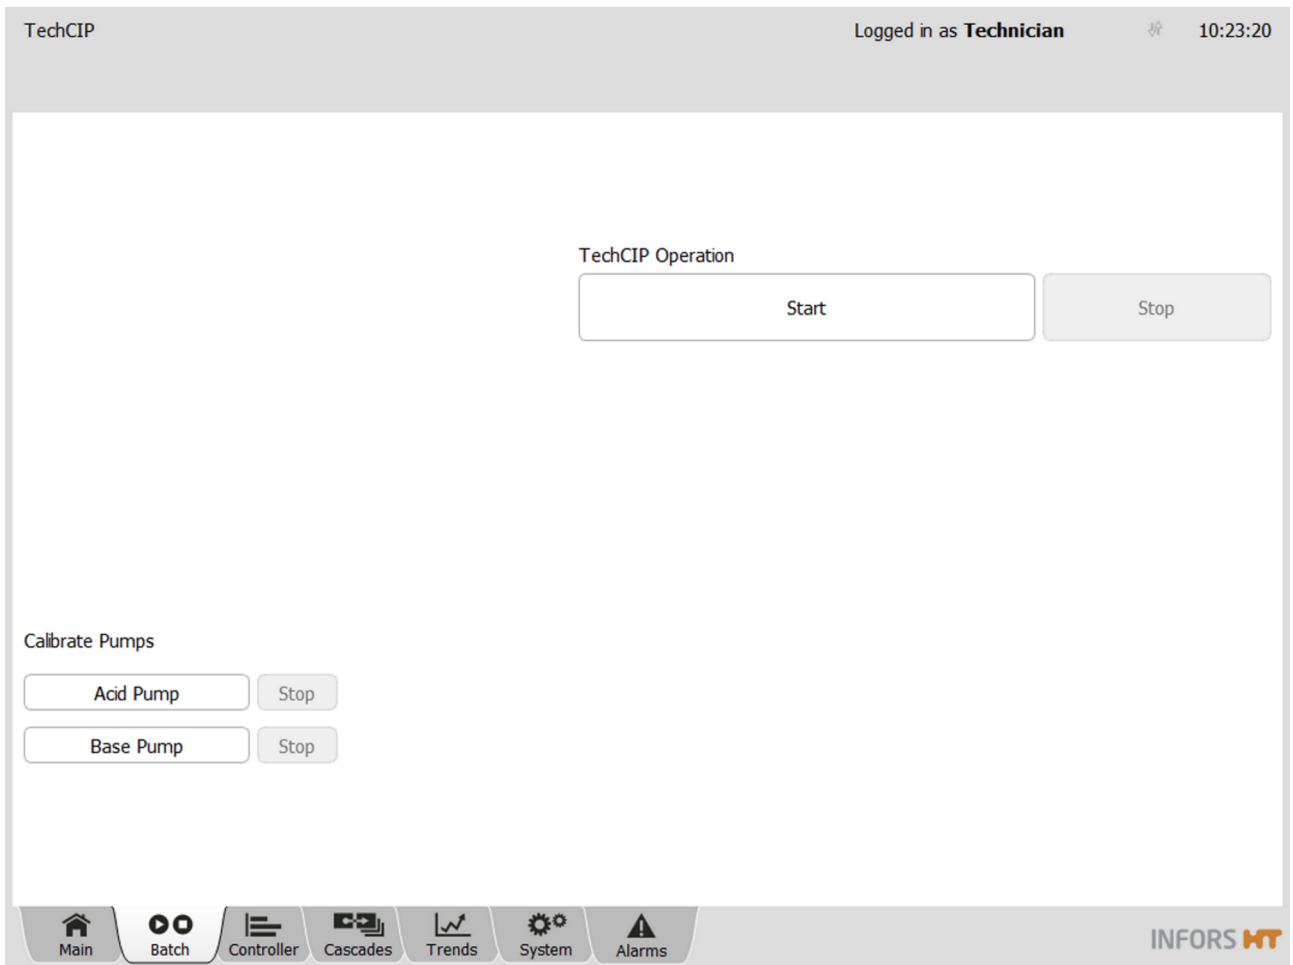 TechCIP
Logged in as Technician
10:23:20
TechCIP Operation
Start
Stop
Calibrate Pumps
Acid Pump
Stop
Base Pump
Stop
Main
Batch
Controller
Cascades
Trends
System
Alarms
INFORS HT